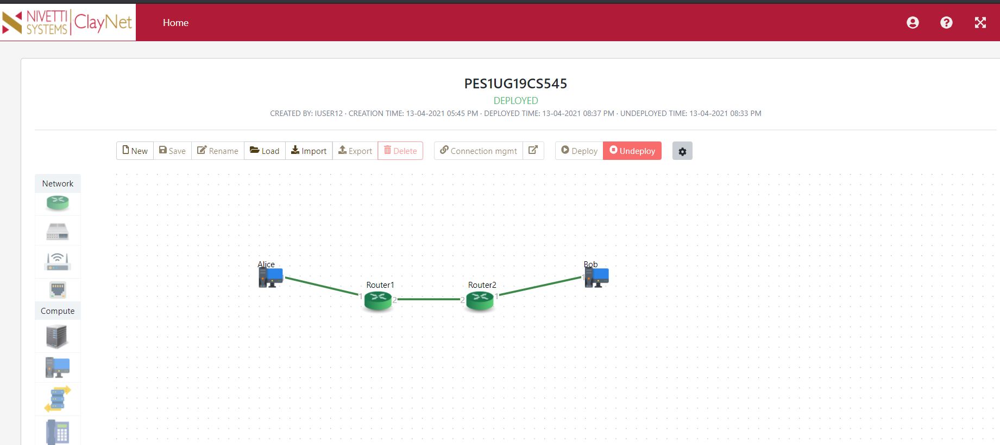 NIVETTI SYSTEMS ClayNet
Home
PES1UG19CS545
DEPLOYED
CREATED BY: IUSER12 · CREATION TIME: 13-04-2021 05:45 PM · DEPLOYED TIME: 13-04-2021 08:37 PM · UNDEPLOYED TIME: 13-04-2021 08:33 PM
New Save Rename Load Import Export Delete Connection mgmt Deploy Undeploy
Network
Alice
Bob
1
Router1
Router2
1 2
2 1
Compute